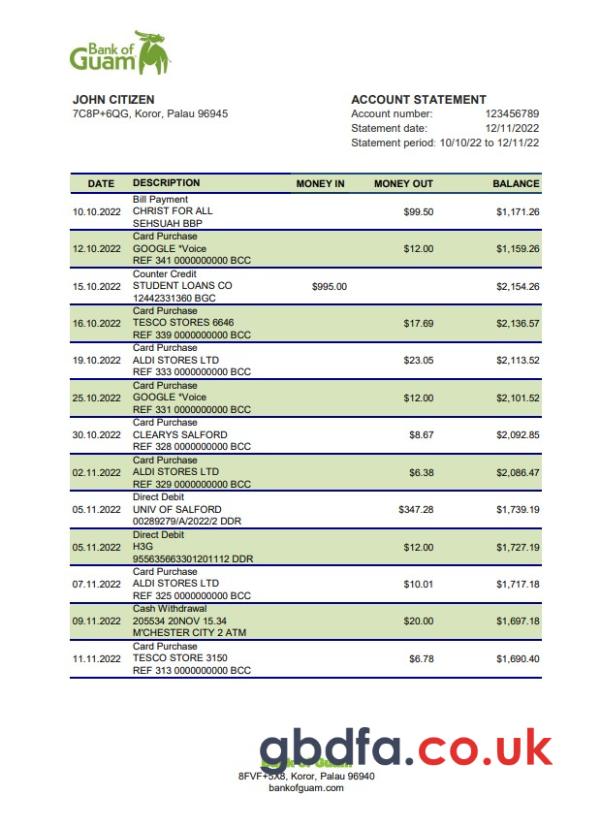 Bank of
Guam
JOHN CITIZEN
7C8P+6QG, Koror, Palau 96945
ACCOUNT STATEMENT
Account number: 123456789
Statement date: 12/11/2022
Statement period: 10/10/22 to 12/11/22
DATE DESCRIPTION MONEY IN MONEY OUT BALANCE
Bill Payment
10.10.2022 CHRIST FOR ALL $99.50 $1,171.26
SEHSUAH BBP
Card Purchase
12.10.2022 GOOGLE *Voice $12.00 $1,159.26
REF 341 0000000000 BCC
Counter Credit
15.10.2022 STUDENT LOANS CO $995.00 $2,154.26
12442331360 BGC
Card Purchase
16.10.2022 TESCO STORES 6646 $17.69 $2,136.57
REF 339 0000000000 BCC
Card Purchase
19.10.2022 ALDI STORES LTD $23.05 $2,113.52
REF 333 0000000000 BCC
Card Purchase
25.10.2022 GOOGLE *Voice $12.00 $2,101.52
REF 331 0000000000 BCC
Card Purchase
30.10.2022 CLEARYS SALFORD $8.67 $2,092.85
REF 328 0000000000 BCC
Card Purchase
02.11.2022 ALDI STORES LTD $6.38 $2,086.47
REF 329 0000000000 BCC
Direct Debit
05.11.2022 UNIV OF SALFORD $347.28 $1,739.19
00289279/A/2022/2 DDR
Direct Debit
05.11.2022 H3G $12.00 $1,727.19
955635663301201112 DDR
Card Purchase
07.11.2022 ALDI STORES LTD $10.01 $1,717.18
REF 325 0000000000 BCC
Cash Withdrawal
09.11.2022 205534 20NOV 15.34 $20.00 $1,697.18
M'CHESTER CITY 2 ATM
Card Purchase
11.11.2022 TESCO STORE 3150 $6.78 $1,690.40
REF 313 0000000000 BCC
gbdfa.co.uk
Bank of Guam
8FVF+5X8, Koror, Palau 96940
bankofguam.com